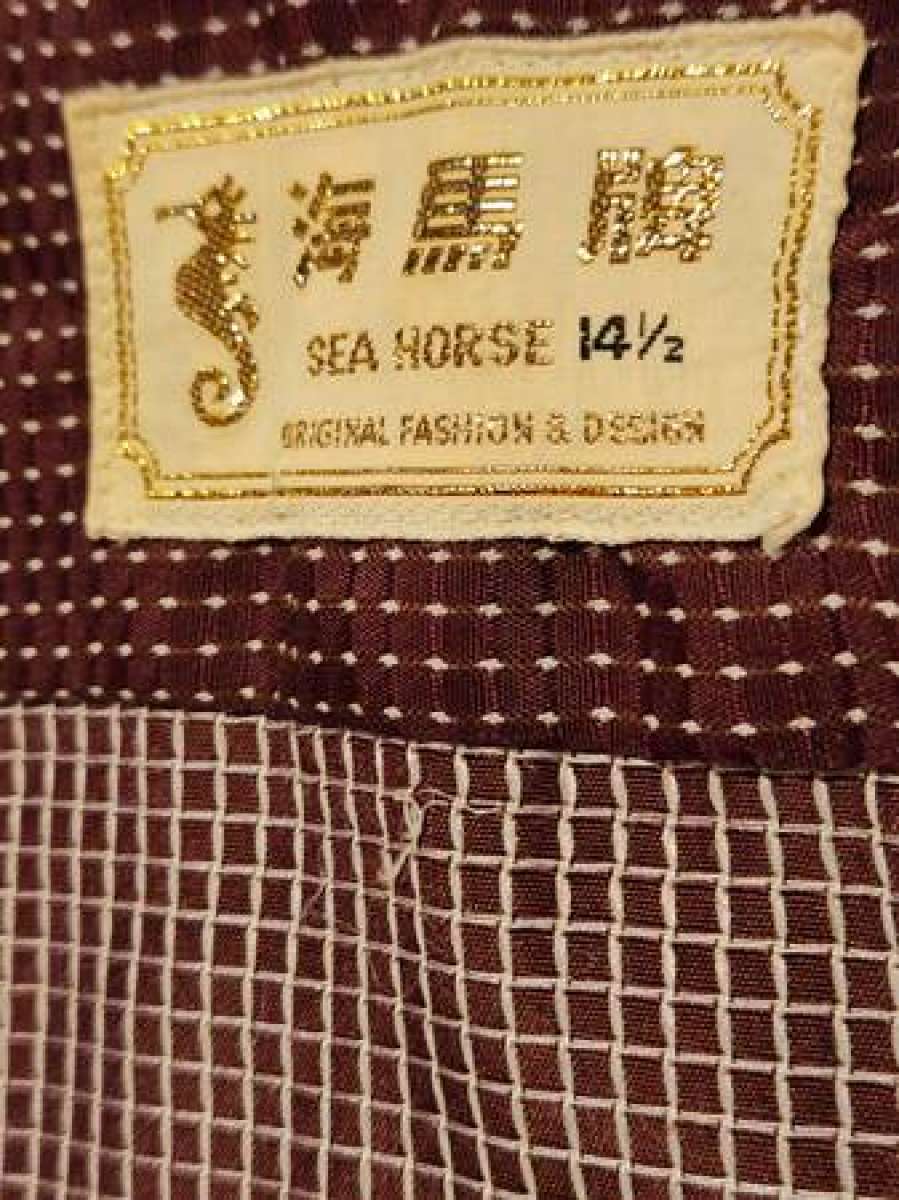 海馬牌
SEA HORSE 14½
ORIGINAL FASHION & DESIGN